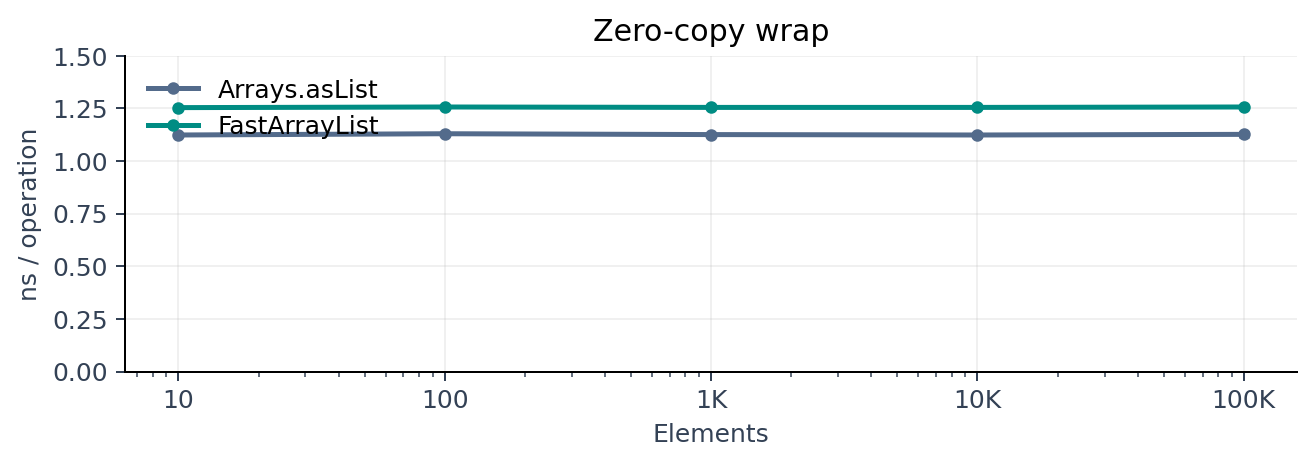 Zero-copy wrap
1.50
1.25
1.00
0.75
0.50
0.25
0.00
ns / operation
Arrays.asList
FastArrayList
10 100 1K 10K 100K
Elements